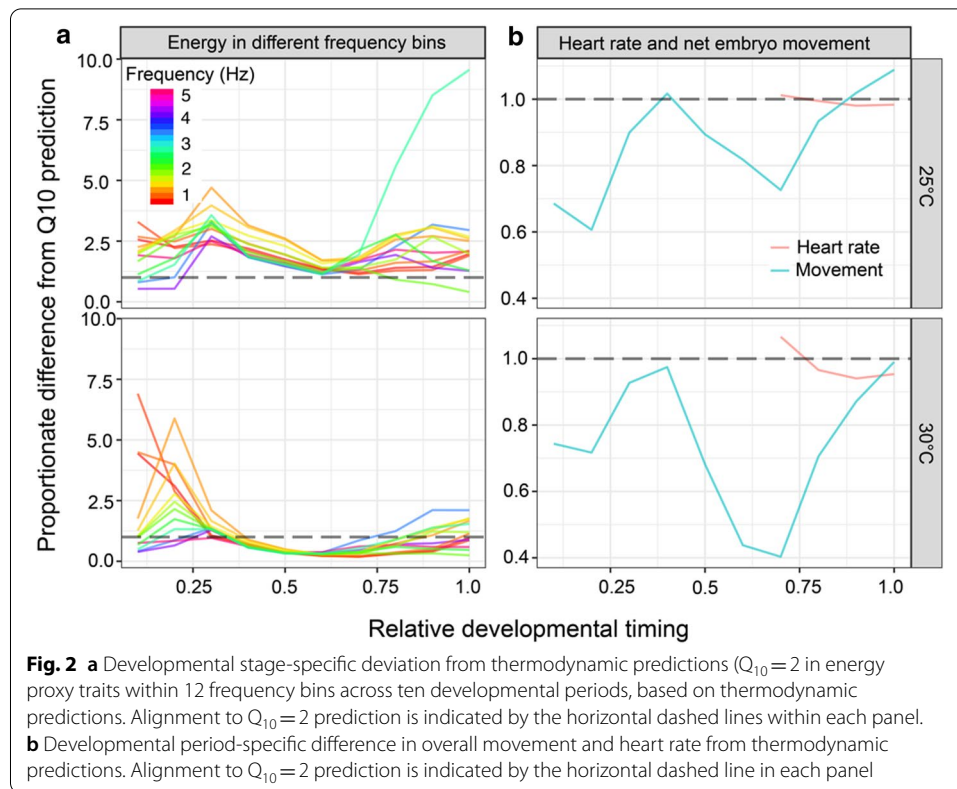 a
Energy in different frequency bins
b
Heart rate and net embryo movement
Proportionate difference from Q10 prediction
10.0
7.5
5.0
2.5
0.0
Frequency (Hz)
5
4
3
2
1
1.0
0.8
0.6
0.4
Heart rate
Movement
25°C
10.0
7.5
5.0
2.5
0.0
1.0
0.8
0.6
0.4
30°C
0.25 0.5 0.75 1.0
0.25 0.5 0.75 1.0
Relative developmental timing
Fig. 2 a Developmental stage-specific deviation from thermodynamic predictions (Q10 = 2 in energy
proxy traits within 12 frequency bins across ten developmental periods, based on thermodynamic
predictions. Alignment to Q10 = 2 prediction is indicated by the horizontal dashed lines within each panel.
b Developmental period-specific difference in overall movement and heart rate from thermodynamic
predictions. Alignment to Q10 = 2 prediction is indicated by the horizontal dashed line in each panel